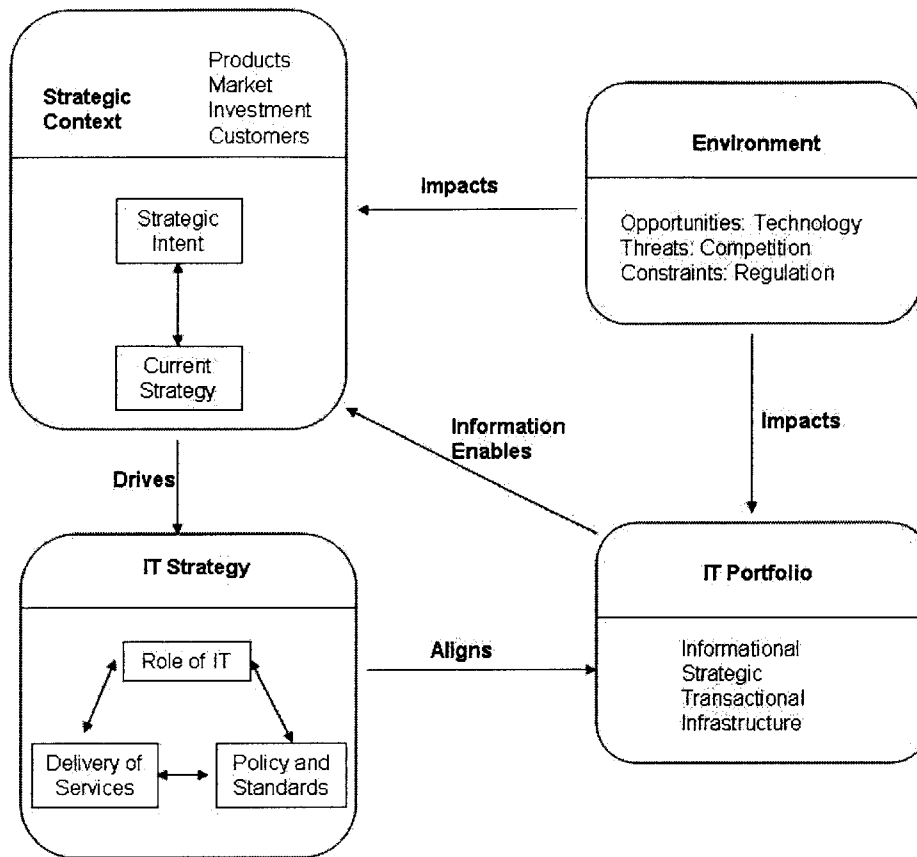 Strategic
Context
Products
Market
Investment
Customers
Strategic
Intent
Current
Strategy
Impacts
Environment
Opportunities: Technology
Threats: Competition
Constraints: Regulation
Information
Enables
Impacts
Drives
IT Strategy
Role of IT
Delivery of
Services
Policy and
Standards
Aligns
IT Portfolio
Informational
Strategic
Transactional
Infrastructure